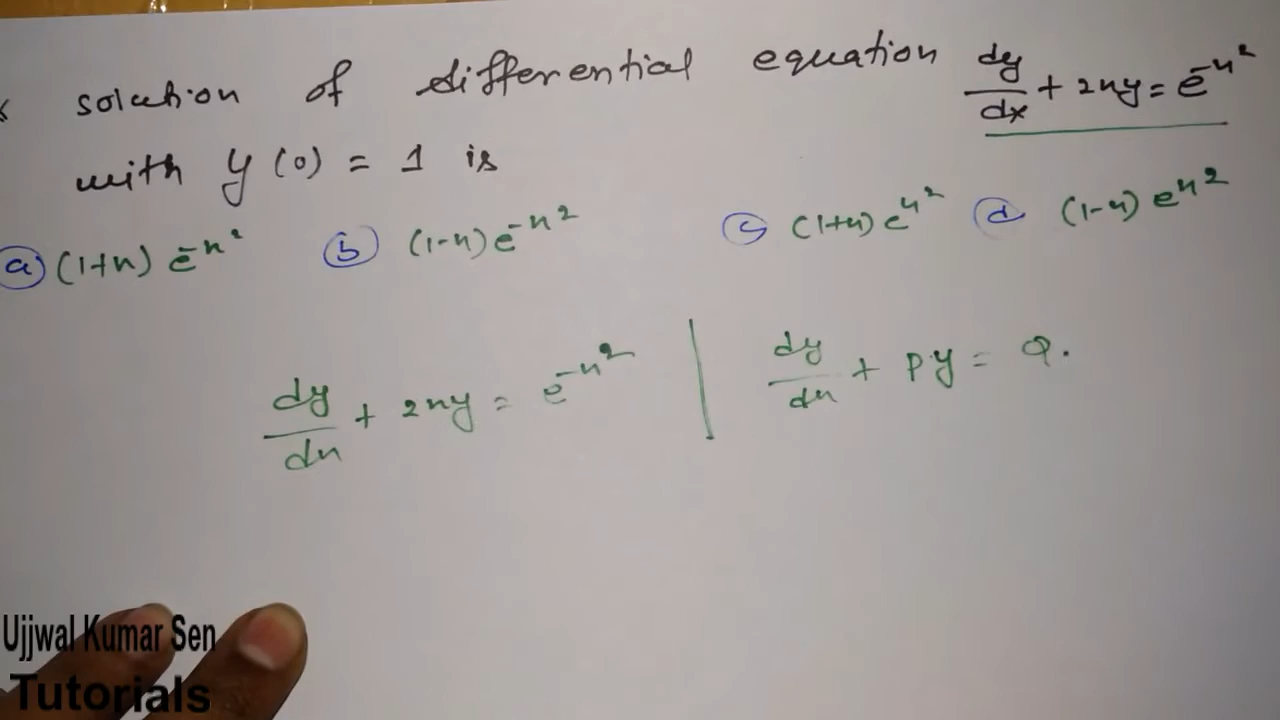 solution of differential equation dy/dx + 2xy = e^-x²
with y(0) = 1 is
a (1+x) e^-x² b (1-x) e^-x² c (1+x) e^x² d (1-x) e^x²
dy/dx + 2xy = e^-x² | dy/dx + Py = Q.
Ujjwal Kumar Sen
Tutorials